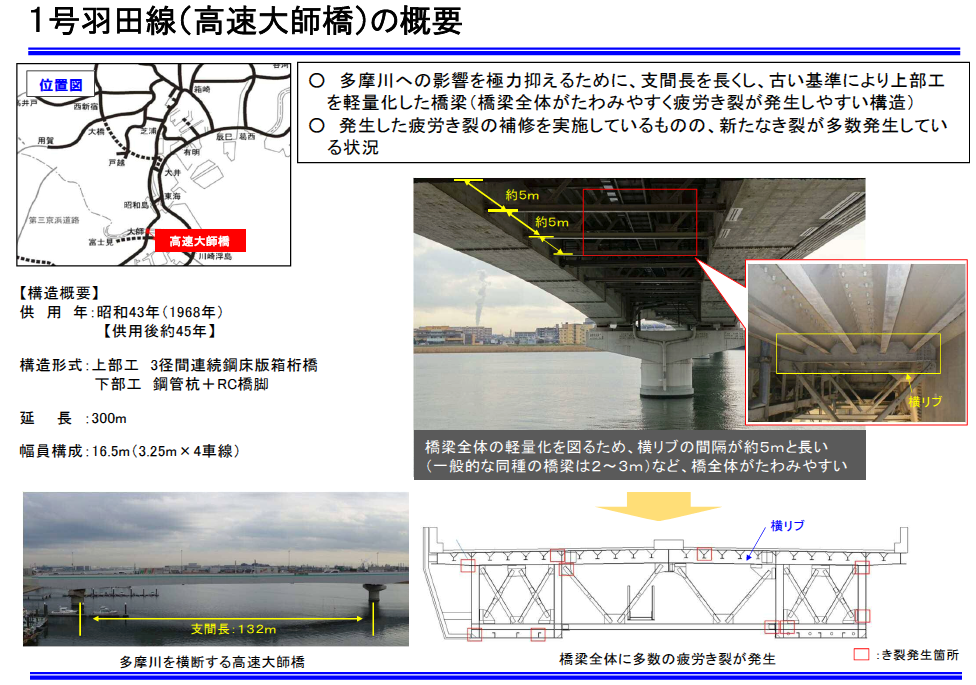 1号羽田線（高速大師橋）の概要
位置図
高井戸
西新宿
箱崎
谷河
用賀
大橋
芝浦
辰巳
葛西
戸越
有明
大井
東海
昭和島
第三京浜道路
大師
富士見
高速大師橋
川崎浮島
○　多摩川への影響を極力抑えるために、支間長を長くし、古い基準により上部工
を軽量化した橋梁（橋梁全体がたわみやすく疲労き裂が発生しやすい構造）
○　発生した疲労き裂の補修を実施しているものの、新たなき裂が多数発生してい
る状況
【構造概要】
供　用　年：昭和43年（1968年）
【供用後約45年】
構造形式：上部工　3径間連続鋼床版箱桁橋
下部工　鋼管杭＋RC橋脚
延　　長　：300m
幅員構成：16.5m（3.25m×4車線）
約5m
約5m
横リブ
橋梁全体の軽量化を図るため、横リブの間隔が約5mと長い
（一般的な同種の橋梁は2～3m）など、橋全体がたわみやすい
支間長：132m
多摩川を横断する高速大師橋
横リブ
橋梁全体に多数の疲労き裂が発生
：き裂発生箇所